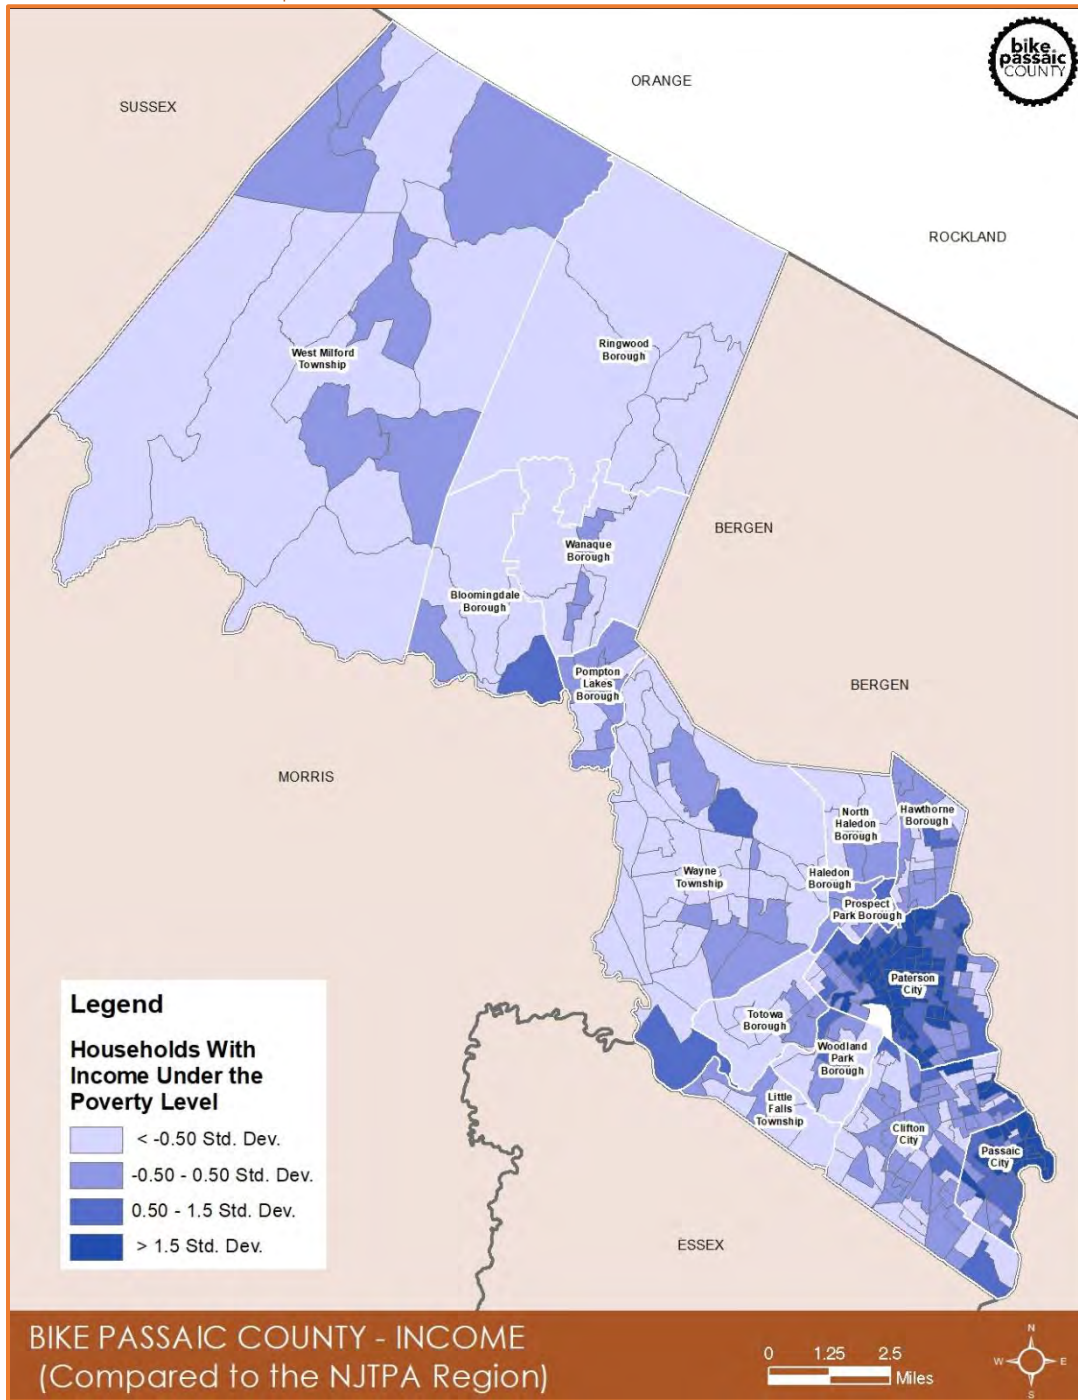 bike
passaic
COUNTY
ORANGE
SUSSEX
ROCKLAND
West Milford
Township
Ringwood
Borough
BERGEN
Wanaque
Borough
Bloomingdale
Borough
Pompton
Lakes
Borough
BERGEN
MORRIS
North
Haledon
Borough
Hawthorne
Borough
Wayne
Township
Haledon
Borough
Prospect
Park Borough
Paterson
City
Totowa
Borough
Woodland
Park
Borough
Little
Falls
Township
Clifton
City
Passaic
City
ESSEX
Legend
Households With
Income Under the
Poverty Level
< -0.50 Std. Dev.
-0.50 - 0.50 Std. Dev.
0.50 - 1.5 Std. Dev.
> 1.5 Std. Dev.
BIKE PASSAIC COUNTY - INCOME
(Compared to the NJTPA Region)
0 1.25 2.5
Miles
N
W E
S